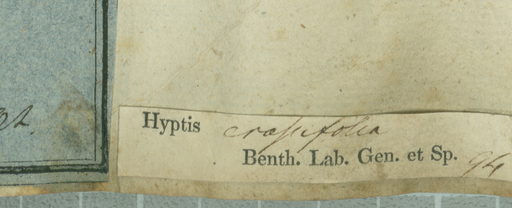 Hyptis crassifolia
Benth. Lab. Gen. et Sp. 94